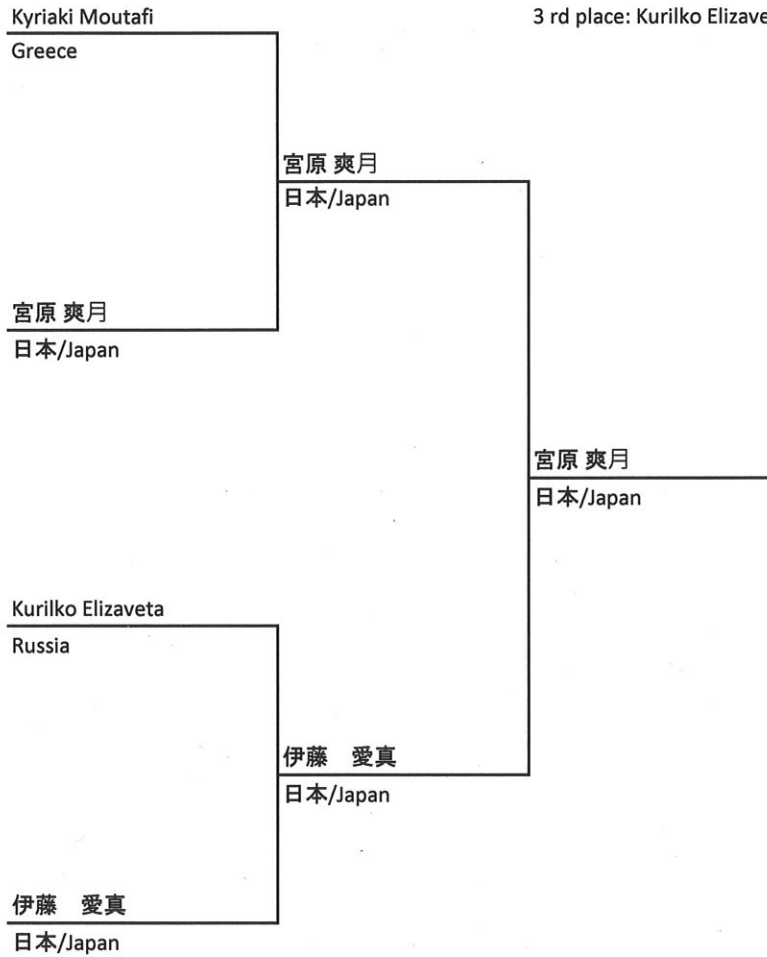 Kyriaki Moutafi
3 rd place: Kurilko
Greece
宮原 爽月
日本/Japan
宮原 爽月
日本/Japan
宮原 爽月
日本/Japan
Kurilko Elizaveta
Russia
伊藤　愛真
日本/Japan
伊藤　愛真
日本/Japan